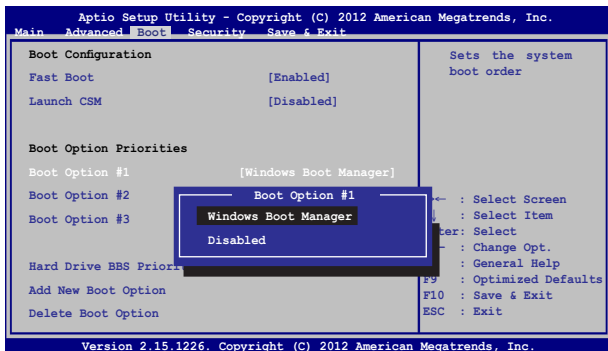 Aptio Setup Utility - Copyright (C) 2012 American Megatrends, Inc.
Main Advanced Boot Security Save & Exit
Boot Configuration
Fast Boot [Enabled]
Launch CSM [Disabled]
Boot Option Priorities
Boot Option #1 [Windows Boot Manager]
Boot Option #2
Boot Option #3
Hard Drive BBS
Add New Boot Option
Delete Boot Option
Boot Option #1
Windows Boot Manager
Disabled
Sets the system
boot order
: Select Screen
: Select Item
: Select
: Change Opt.
: General Help
F9 : Optimized Defaults
F10 : Save & Exit
ESC : Exit
Version 2.15.1226. Copyright (C) 2012 American Megatrends, Inc.